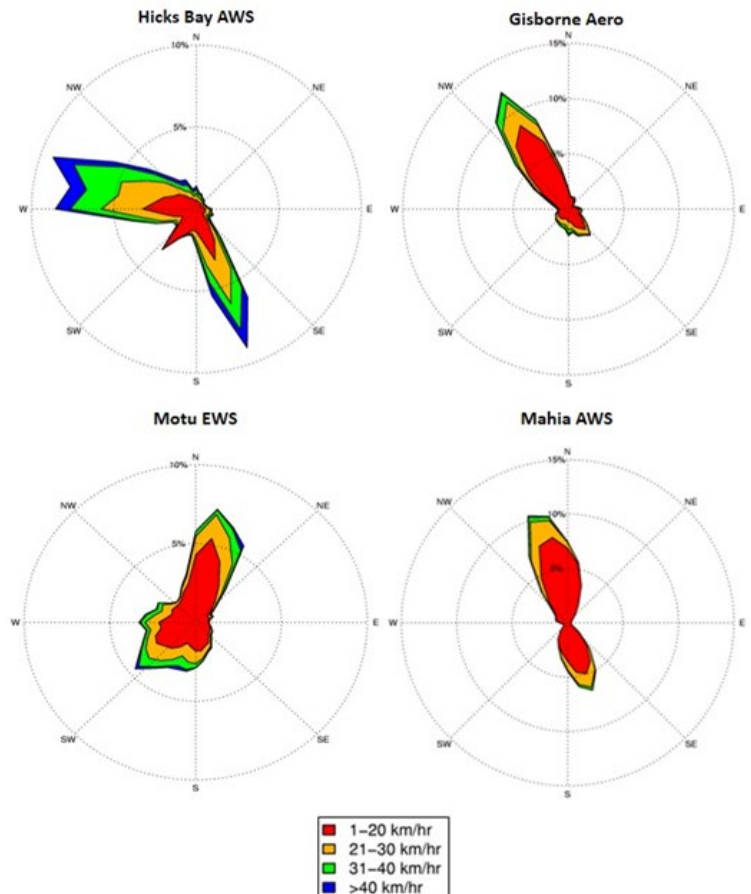 Hicks Bay AWS
N
10%
NW
NE
5%
W
E
SW
SE
S
Gisborne Aero
N
15%
NW
NE
10%
5%
W
E
SW
SE
S
Motu EWS
N
10%
NW
NE
5%
W
E
SW
SE
S
Mahia AWS
N
15%
NW
NE
10%
5%
W
E
SW
SE
S
1–20 km/hr
21–30 km/hr
31–40 km/hr
>40 km/hr